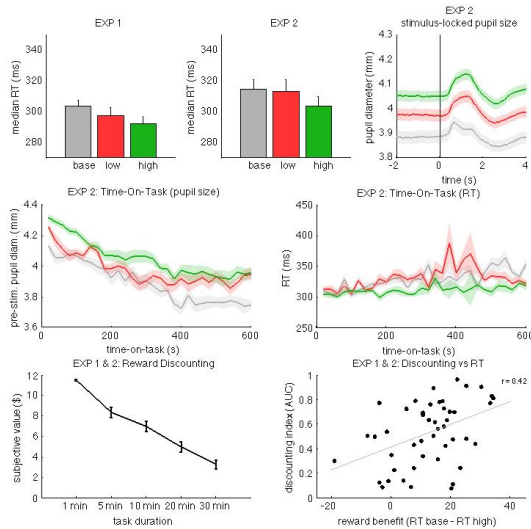 EXP 1
EXP 2
EXP 2
stimulus-locked pupil size
median RT (ms)
340
320
300
280
base low high
median RT (ms)
340
320
300
280
base low high
pupil diameter (mm)
4.3
4.2
4.1
4
3.9
3.8
-2 0 2 4
time (s)
EXP 2: Time-On-Task (pupil size)
pre-stim. pupil diam. (mm)
4.4
4.2
4
3.8
3.6
0 200 400 600
time-on-task (s)
EXP 2: Time-On-Task (RT)
RT (ms)
450
400
350
300
250
0 200 400 600
time-on-task (s)
EXP 1 & 2: Reward Discounting
subjective value ($)
12
10
8
6
4
2
0
1 min 5 min 10 min 20 min 30 min
task duration
EXP 1 & 2: Discounting vs RT
discounting index (AUC)
1
0.8
0.6
0.4
0.2
0
r = 0.42
-20 0 20 40
reward benefit (RT base - RT high)